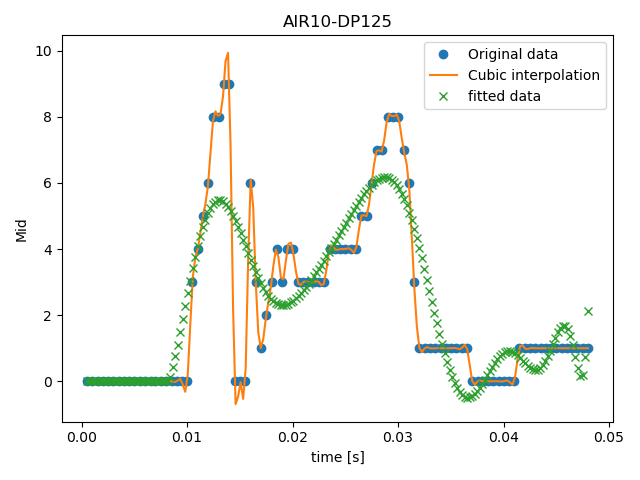 AIR10-DP125
Original data
Cubic interpolation
fitted data
10
8
6
4
2
0
Mid
0.00 0.01 0.02 0.03 0.04 0.05
time [s]